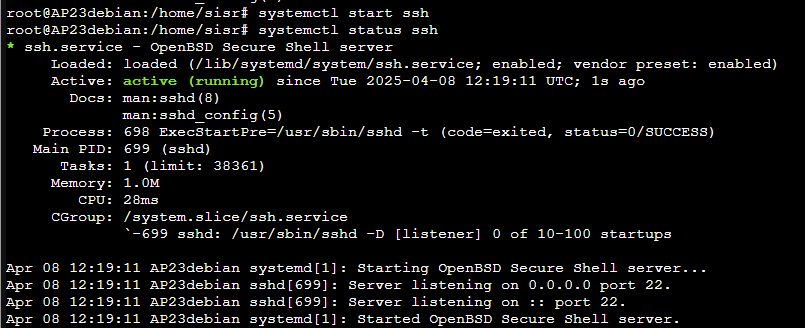 root@AP23debian:/home/sisr# systemctl start ssh
root@AP23debian:/home/sisr# systemctl status ssh
* ssh.service - OpenBSD Secure Shell server
     Loaded: loaded (/lib/systemd/system/ssh.service; enabled; vendor preset: enabled)
     Active: active (running) since Tue 2025-04-08 12:19:11 UTC; 1s ago
       Docs: man:sshd(8)
             man:sshd_config(5)
    Process: 698 ExecStartPre=/usr/sbin/sshd -t (code=exited, status=0/SUCCESS)
   Main PID: 699 (sshd)
      Tasks: 1 (limit: 38361)
     Memory: 1.0M
        CPU: 28ms
     CGroup: /system.slice/ssh.service
             `-699 sshd: /usr/sbin/sshd -D [listener] 0 of 10-100 startups

Apr 08 12:19:11 AP23debian systemd[1]: Starting OpenBSD Secure Shell server...
Apr 08 12:19:11 AP23debian sshd[699]: Server listening on 0.0.0.0 port 22.
Apr 08 12:19:11 AP23debian sshd[699]: Server listening on :: port 22.
Apr 08 12:19:11 AP23debian systemd[1]: Started OpenBSD Secure Shell server.